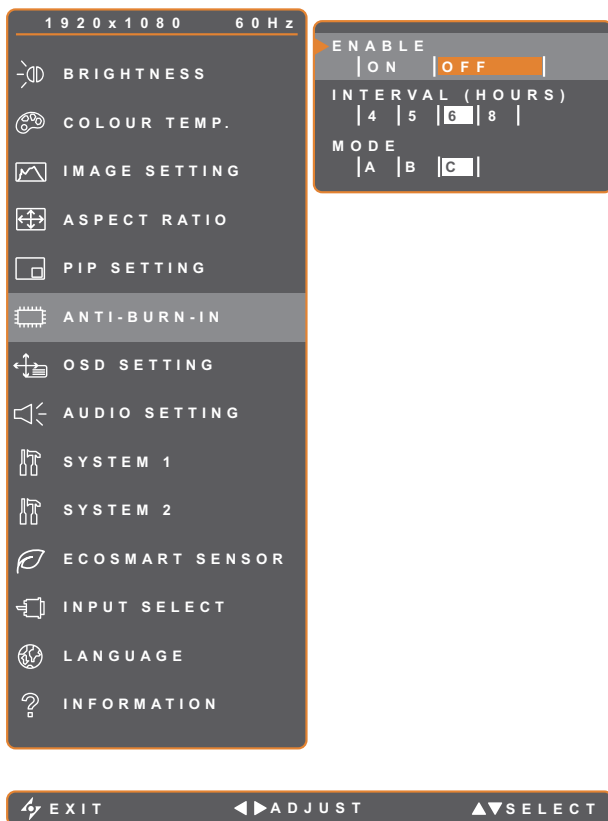 1920x1080 60Hz
BRIGHTNESS
COLOUR TEMP.
IMAGE SETTING
ASPECT RATIO
PIP SETTING
ANTI-BURN-IN
OSD SETTING
AUDIO SETTING
SYSTEM 1
SYSTEM 2
ECOSMART SENSOR
INPUT SELECT
LANGUAGE
INFORMATION
ENABLE
ON OFF
INTERVAL (HOURS)
4 5 6 8
MODE
A B C
EXIT ADJUST SELECT